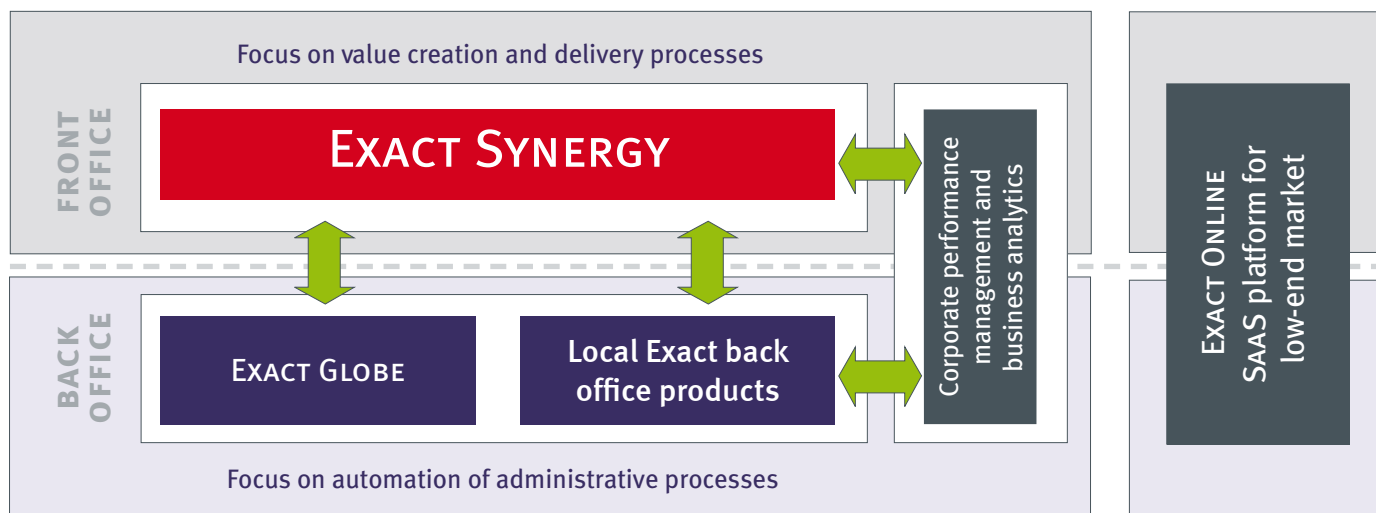 Focus on value creation and delivery processes
FRONT
OFFICE
EXACT SYNERGY
Corporate performance
management and
business analytics
EXACT ONLINE
SAAS platform for
low-end market
BACK
OFFICE
EXACT GLOBE
Local Exact back
office products
Focus on automation of administrative processes